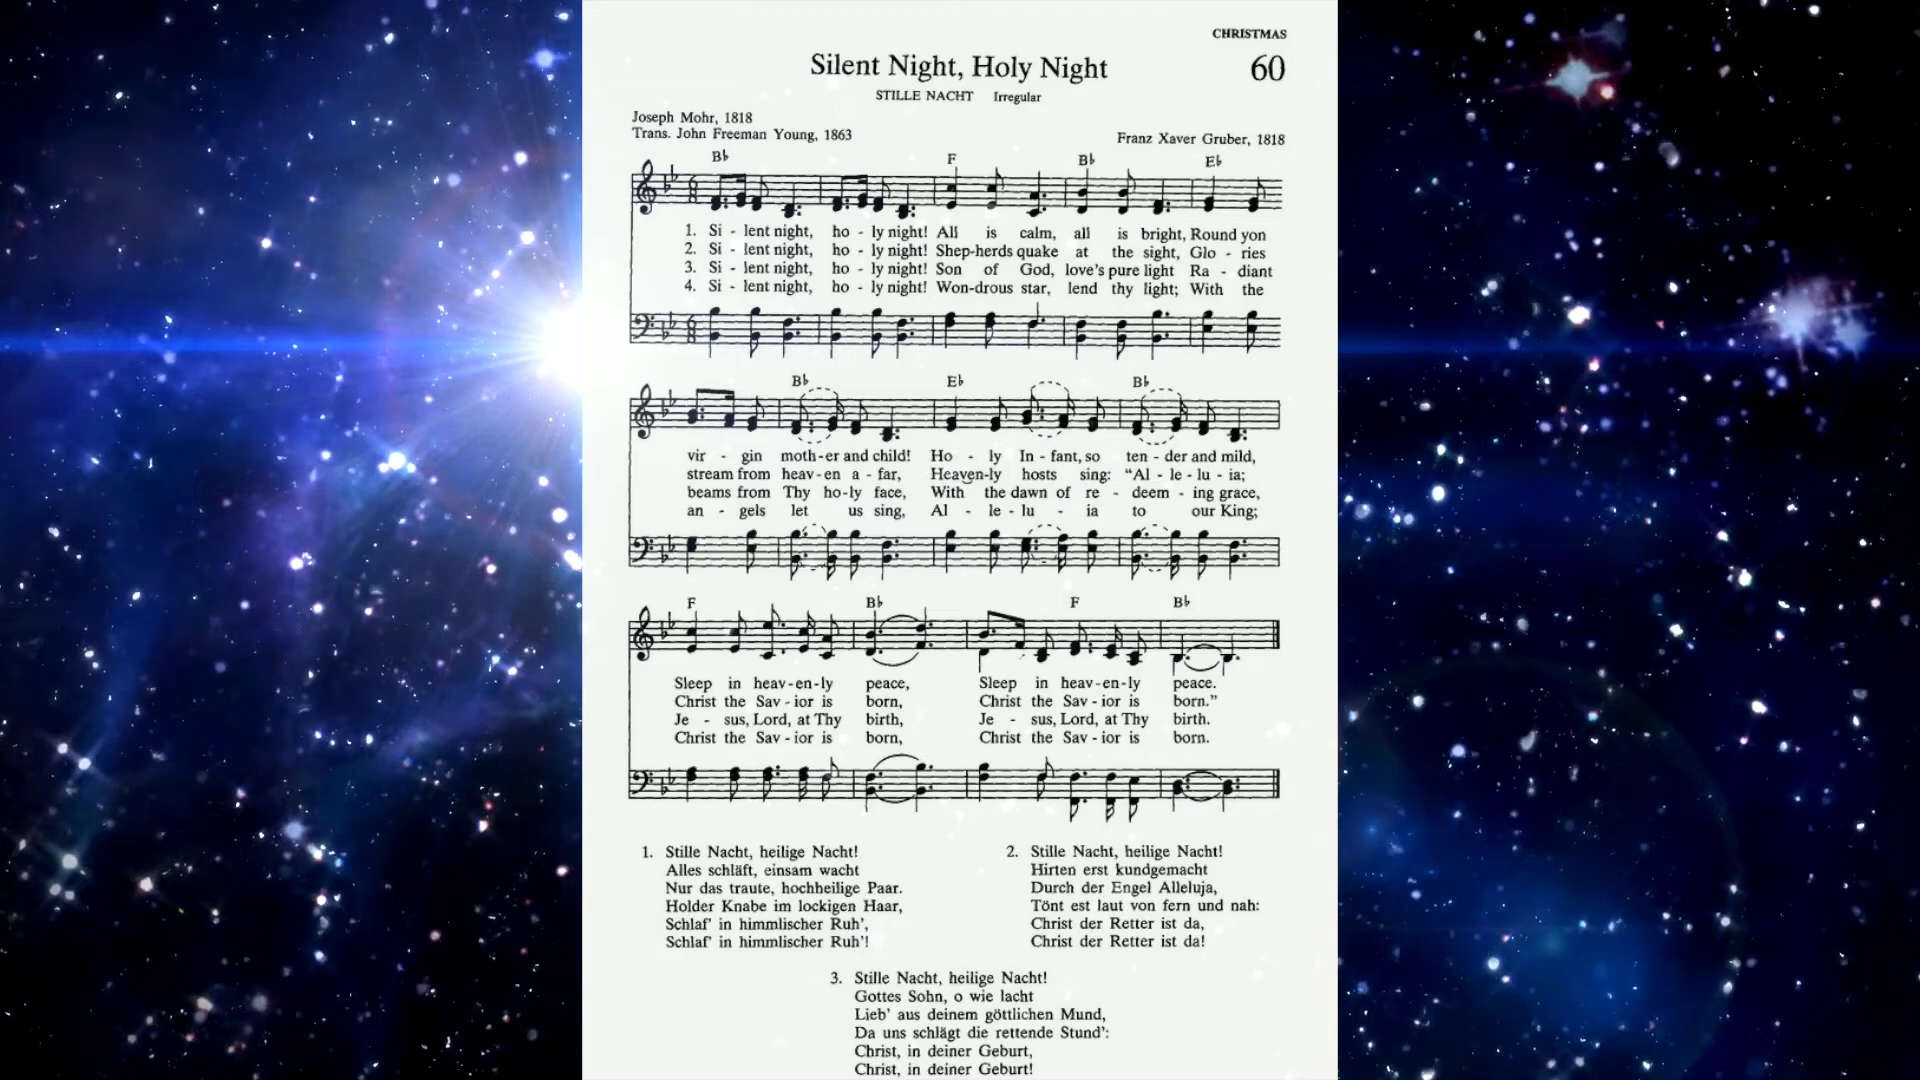 CHRISTMAS
Silent Night, Holy Night 60
STILLE NACHT Irregular
Joseph Mohr, 1818
Trans. John Freeman Young, 1863
Franz Xaver Gruber, 1818
B♭ F B♭ E♭
1. Si - lent night, ho - ly night! All is calm, all is bright, Round yon
2. Si - lent night, ho - ly night! Shep-herds quake at the sight, Glo - ries
3. Si - lent night, ho - ly night! Son of God, love's pure light Ra - diant
4. Si - lent night, ho - ly night! Won-drous star, lend thy light; With the
B♭ E♭ B♭
vir - gin moth-er and child! Ho - ly In - fant, so ten - der and mild,
stream from heav-en a - far, Heaven-ly hosts sing: “Al - le - lu - ia;
beams from Thy ho-ly face, With the dawn of re - deem - ing grace,
an - gels let us sing, Al - le - lu - ia to our King;
F B♭ F B♭
Sleep in heav-en-ly peace, Sleep in heav-en-ly peace.
Christ the Sav - ior is born, Christ the Sav - ior is born.”
Je - sus, Lord, at Thy birth, Je - sus, Lord, at Thy birth.
Christ the Sav - ior is born, Christ the Sav - ior is born.
1. Stille Nacht, heilige Nacht!
Alles schläft, einsam wacht
Nur das traute, hochheilige Paar.
Holder Knabe im lockigen Haar,
Schlaf' in himmlischer Ruh',
Schlaf' in himmlischer Ruh'!
2. Stille Nacht, heilige Nacht!
Hirten erst kundgemacht
Durch der Engel Alleluja,
Tönt est laut von fern und nah:
Christ der Retter ist da,
Christ der Retter ist da!
3. Stille Nacht, heilige Nacht!
Gottes Sohn, o wie lacht
Lieb' aus deinem göttlichen Mund,
Da uns schlägt die rettende Stund':
Christ, in deiner Geburt,
Christ, in deiner Geburt!